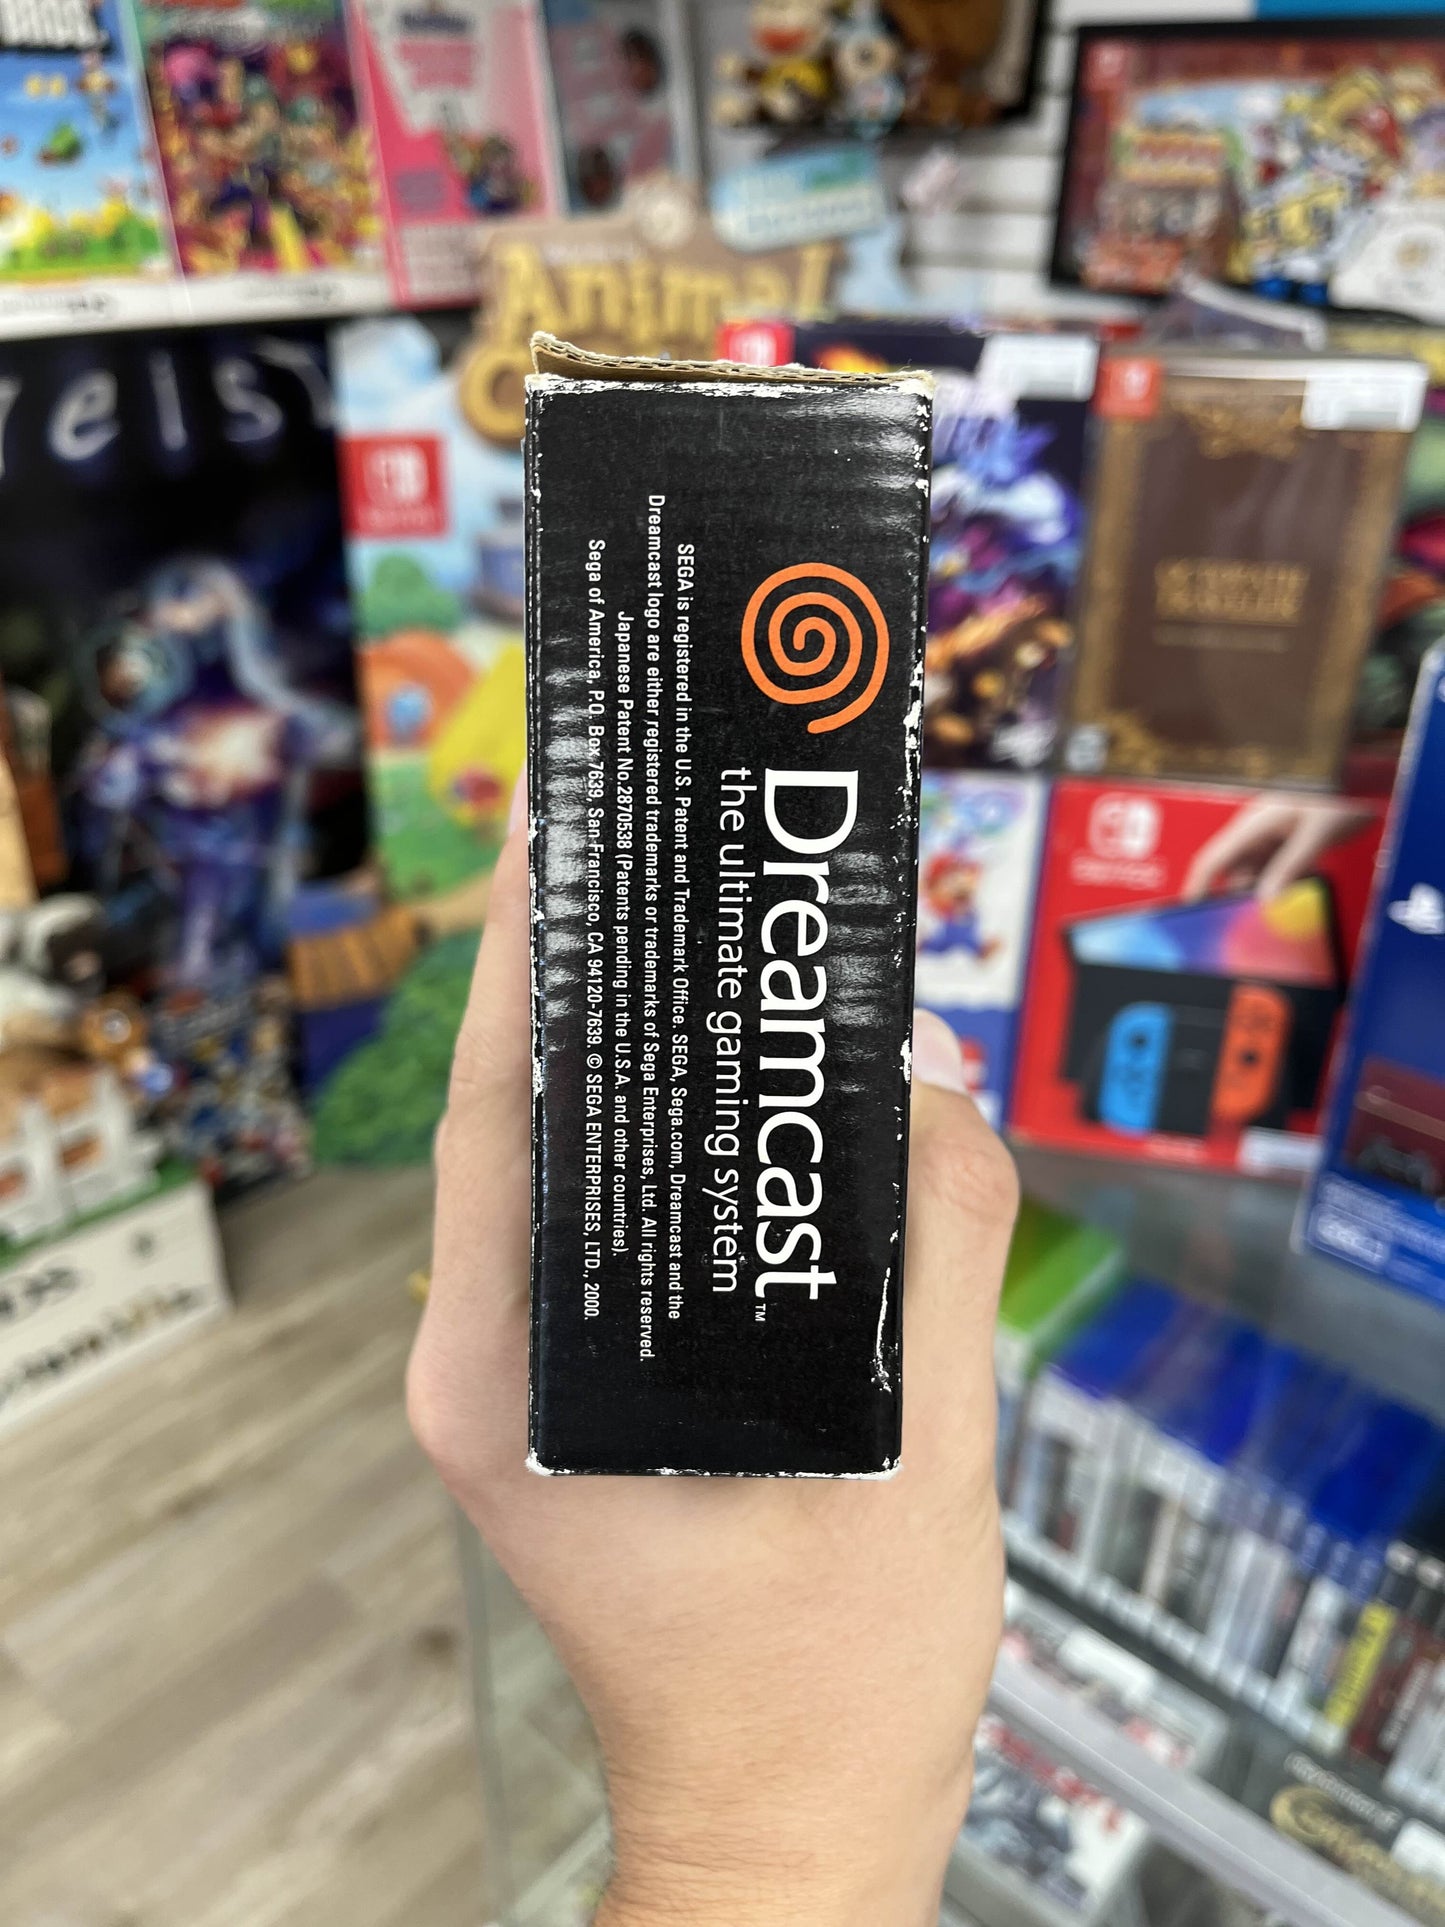 Dreamcast™
the ultimate gaming system
SEGA is registered in the U.S. Patent and Trademark Office. SEGA, Sega.com, Dreamcast and the
Dreamcast logo are either registered trademarks or trademarks of Sega Enterprises, Ltd. All rights reserved.
Japanese Patent No.2870538 (Patents pending in the U.S.A. and other countries).
Sega of America, P.O. Box 7639, San Francisco, CA 94120-7639. © SEGA ENTERPRISES, LTD., 2000.
Animal